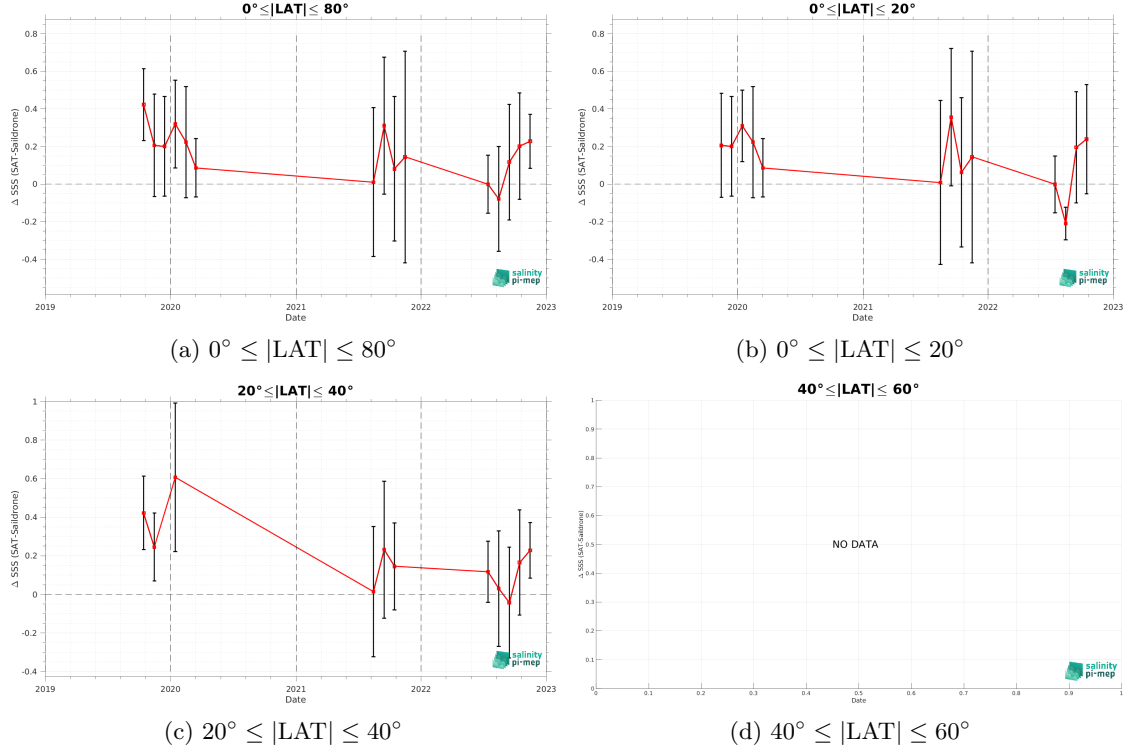 0°≤|LAT|≤ 80°
0.8
0.6
0.4
0.2
0
-0.2
-0.4
Δ SSS (SAT-Saildrone)
2019
2020
2021
2022
2023
Date
salinity
pi-mep
(a) 0° ≤ |LAT| ≤ 80°
0°≤|LAT|≤ 20°
0.8
0.6
0.4
0.2
0
-0.2
-0.4
Δ SSS (SAT-Saildrone)
2019
2020
2021
2022
2023
Date
salinity
pi-mep
(b) 0° ≤ |LAT| ≤ 20°
20°≤|LAT|≤ 40°
1
0.8
0.6
0.4
0.2
0
-0.2
-0.4
Δ SSS (SAT-Saildrone)
2019
2020
2021
2022
2023
Date
salinity
pi-mep
(c) 20° ≤ |LAT| ≤ 40°
40°≤|LAT|≤ 60°
1
0.9
0.8
0.7
0.6
0.5
0.4
0.3
0.2
0.1
0
Δ SSS (SAT-Saildrone)
NO DATA
0
0.1
0.2
0.3
0.4
0.5
0.6
0.7
0.8
0.9
1
Date
salinity
pi-mep
(d) 40° ≤ |LAT| ≤ 60°